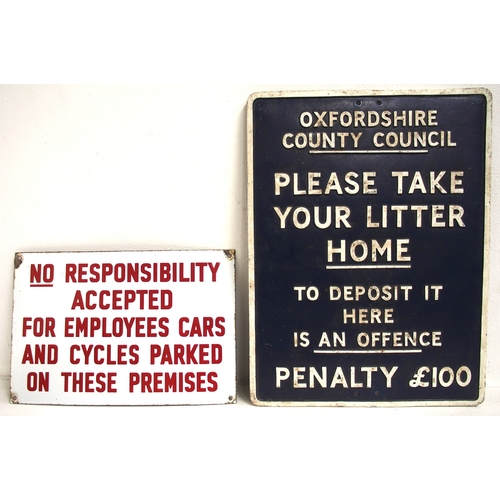 NO RESPONSIBILITY
ACCEPTED
FOR EMPLOYEES CARS
AND CYCLES PARKED
ON THESE PREMISES
OXFORDSHIRE
COUNTY COUNCIL
PLEASE TAKE
YOUR LITTER
HOME
TO DEPOSIT IT
HERE
IS AN OFFENCE
PENALTY £100